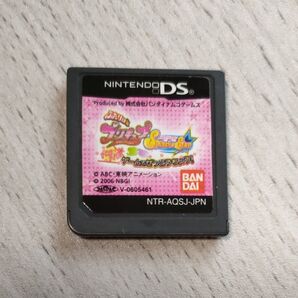 NINTENDO DS
Produced by 株式会社バンダイナムコゲームス
ふたりは
プリキュア
Splash Star
© ABC・東映アニメーション
© 2006 NBGI
V-0605461
BAN
DAI
NTR-AQSJ-JPN